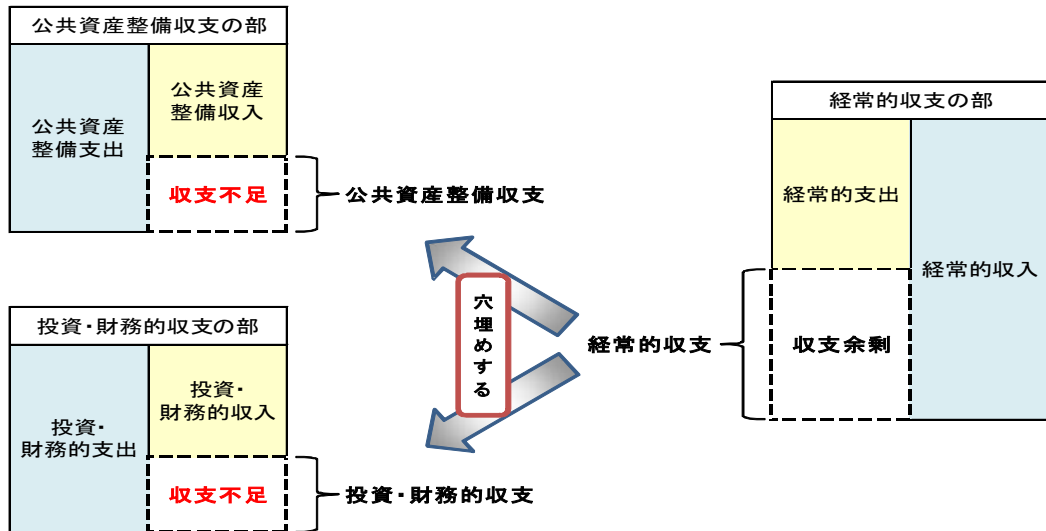 公共資産整備収支の部
公共資産
整備支出
公共資産
整備収入
収支不足
公共資産整備収支
投資・財務的収支の部
投資・
財務的支出
投資・
財務的収入
収支不足
投資・財務的収支
穴埋めする
経常的収支
経常的収支の部
経常的支出
収支余剰
経常的収入